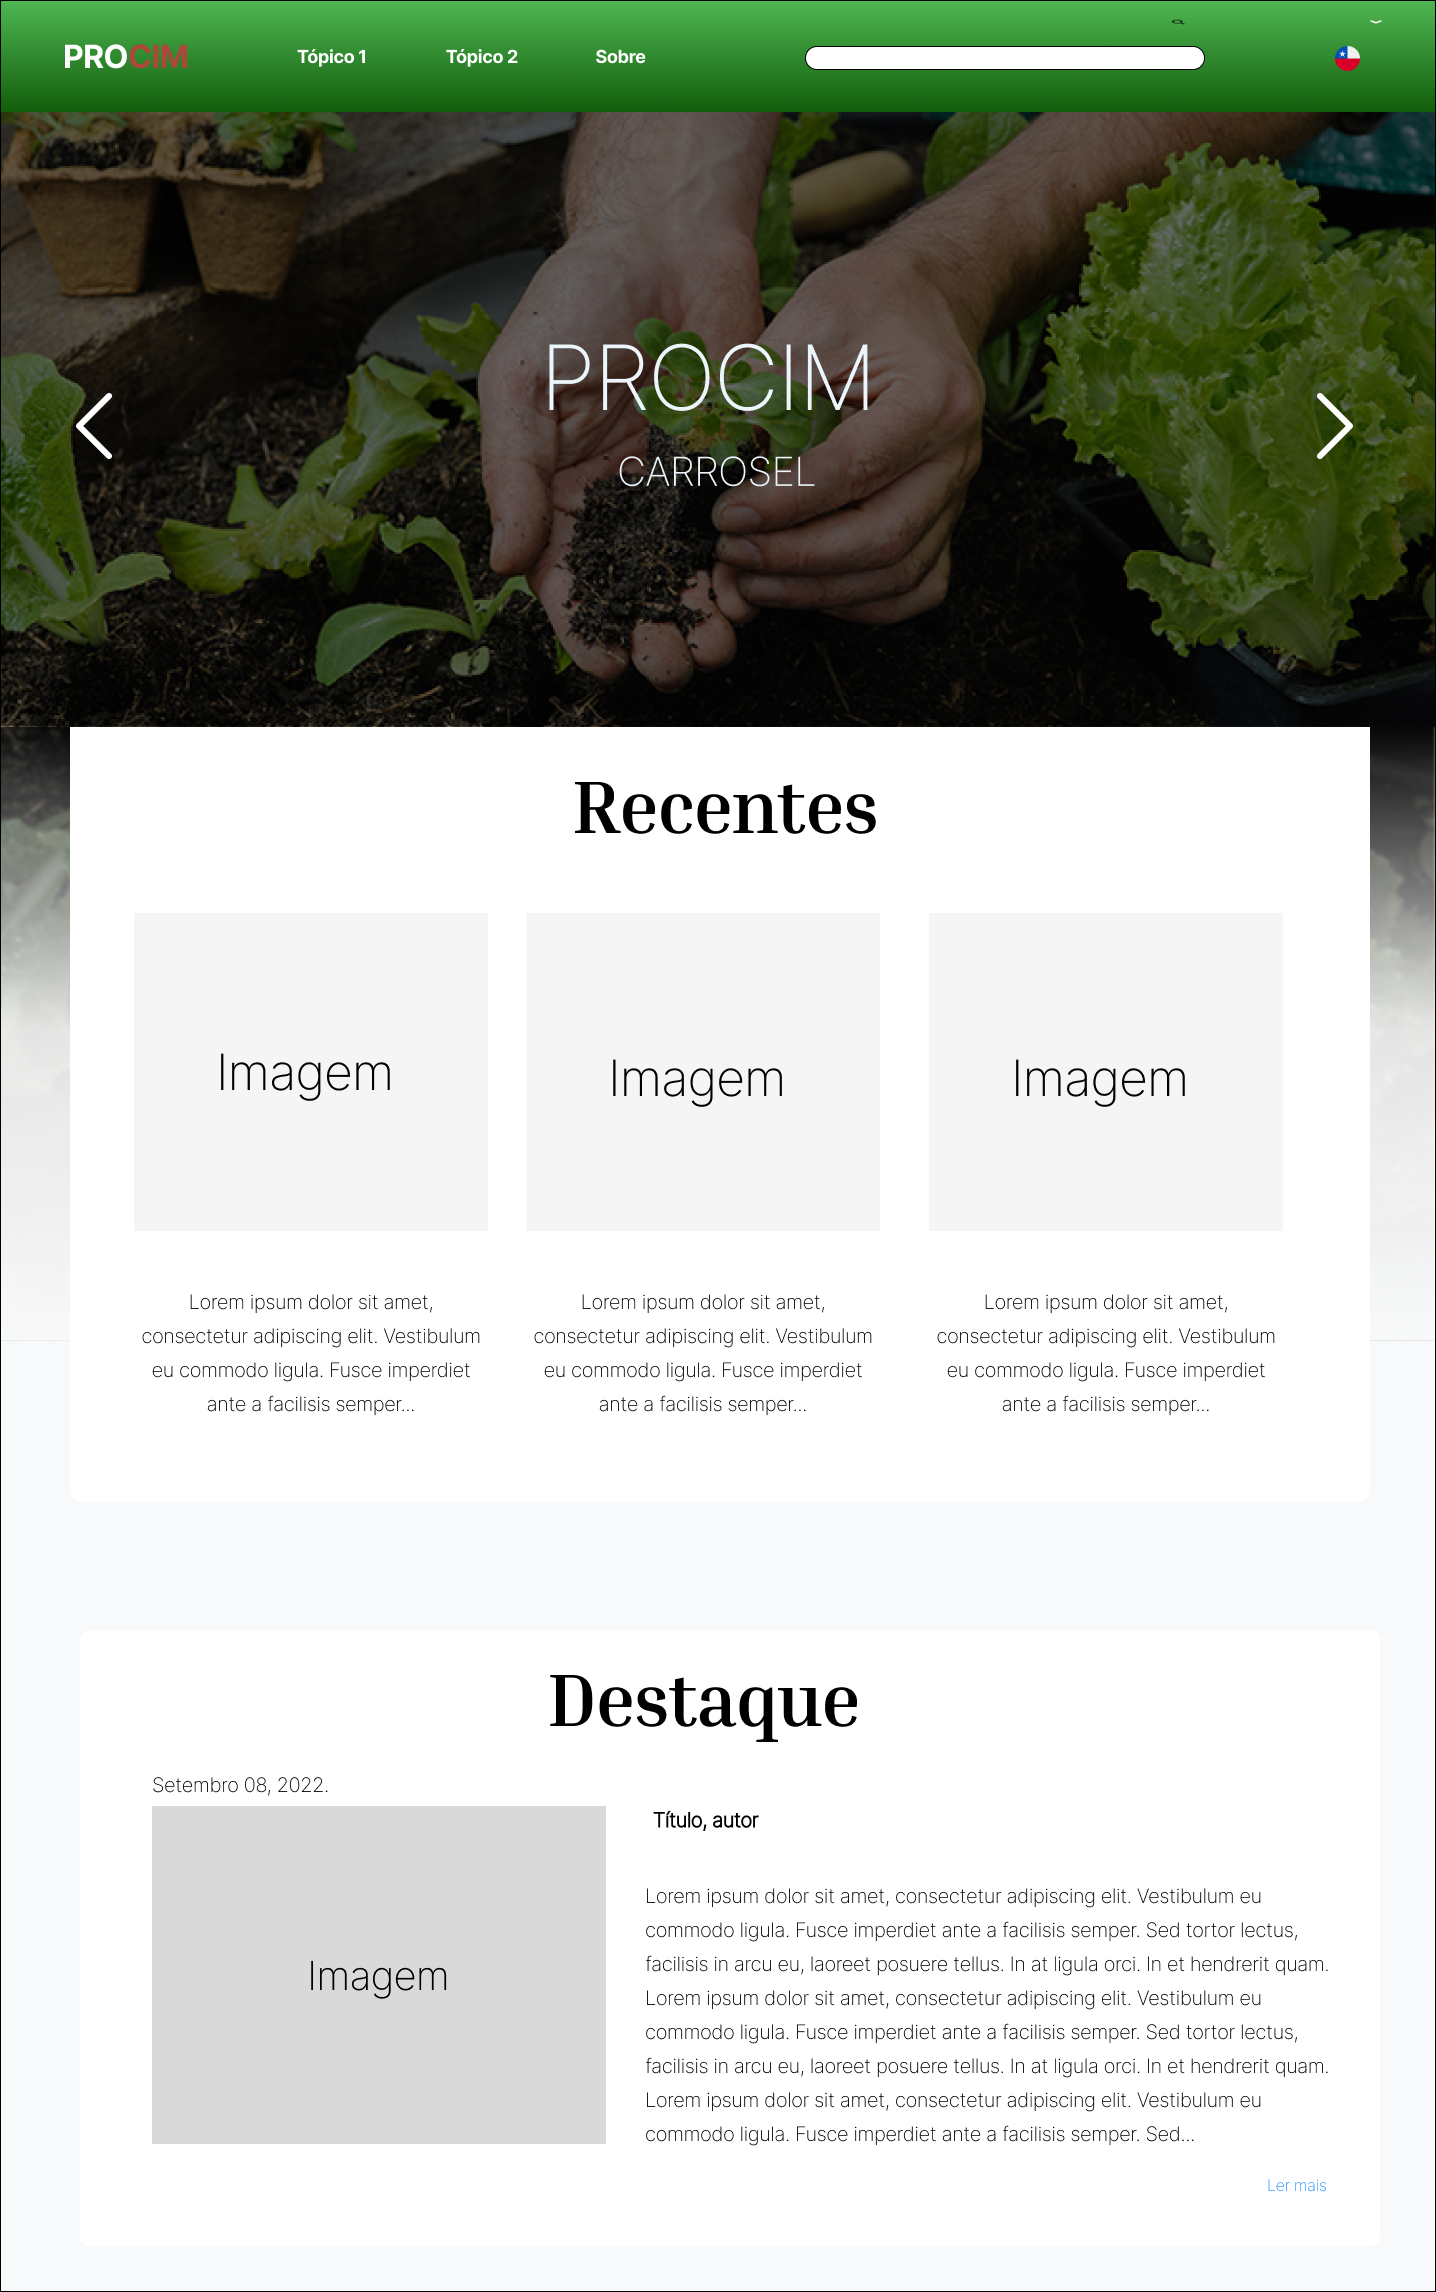 PROCIM
Tópico 1
Tópico 2
Sobre
PROCIM
CARROSEL
Recentes
Imagem
Imagem
Imagem
Lorem ipsum dolor sit amet,
consectetur adipiscing elit. Vestibulum
eu commodo ligula. Fusce imperdiet
ante a facilisis semper...
Lorem ipsum dolor sit amet,
consectetur adipiscing elit. Vestibulum
eu commodo ligula. Fusce imperdiet
ante a facilisis semper...
Lorem ipsum dolor sit amet,
consectetur adipiscing elit. Vestibulum
eu commodo ligula. Fusce imperdiet
ante a facilisis semper...
Destaque
Setembro 08, 2022.
Imagem
Título, autor
Lorem ipsum dolor sit amet, consectetur adipiscing elit. Vestibulum eu
commodo ligula. Fusce imperdiet ante a facilisis semper. Sed tortor lectus,
facilisis in arcu eu, laoreet posuere tellus. In at ligula orci. In et hendrerit quam.
Lorem ipsum dolor sit amet, consectetur adipiscing elit. Vestibulum eu
commodo ligula. Fusce imperdiet ante a facilisis semper. Sed tortor lectus,
facilisis in arcu eu, laoreet posuere tellus. In at ligula orci. In et hendrerit quam.
Lorem ipsum dolor sit amet, consectetur adipiscing elit. Vestibulum eu
commodo ligula. Fusce imperdiet ante a facilisis semper. Sed...
Ler mais